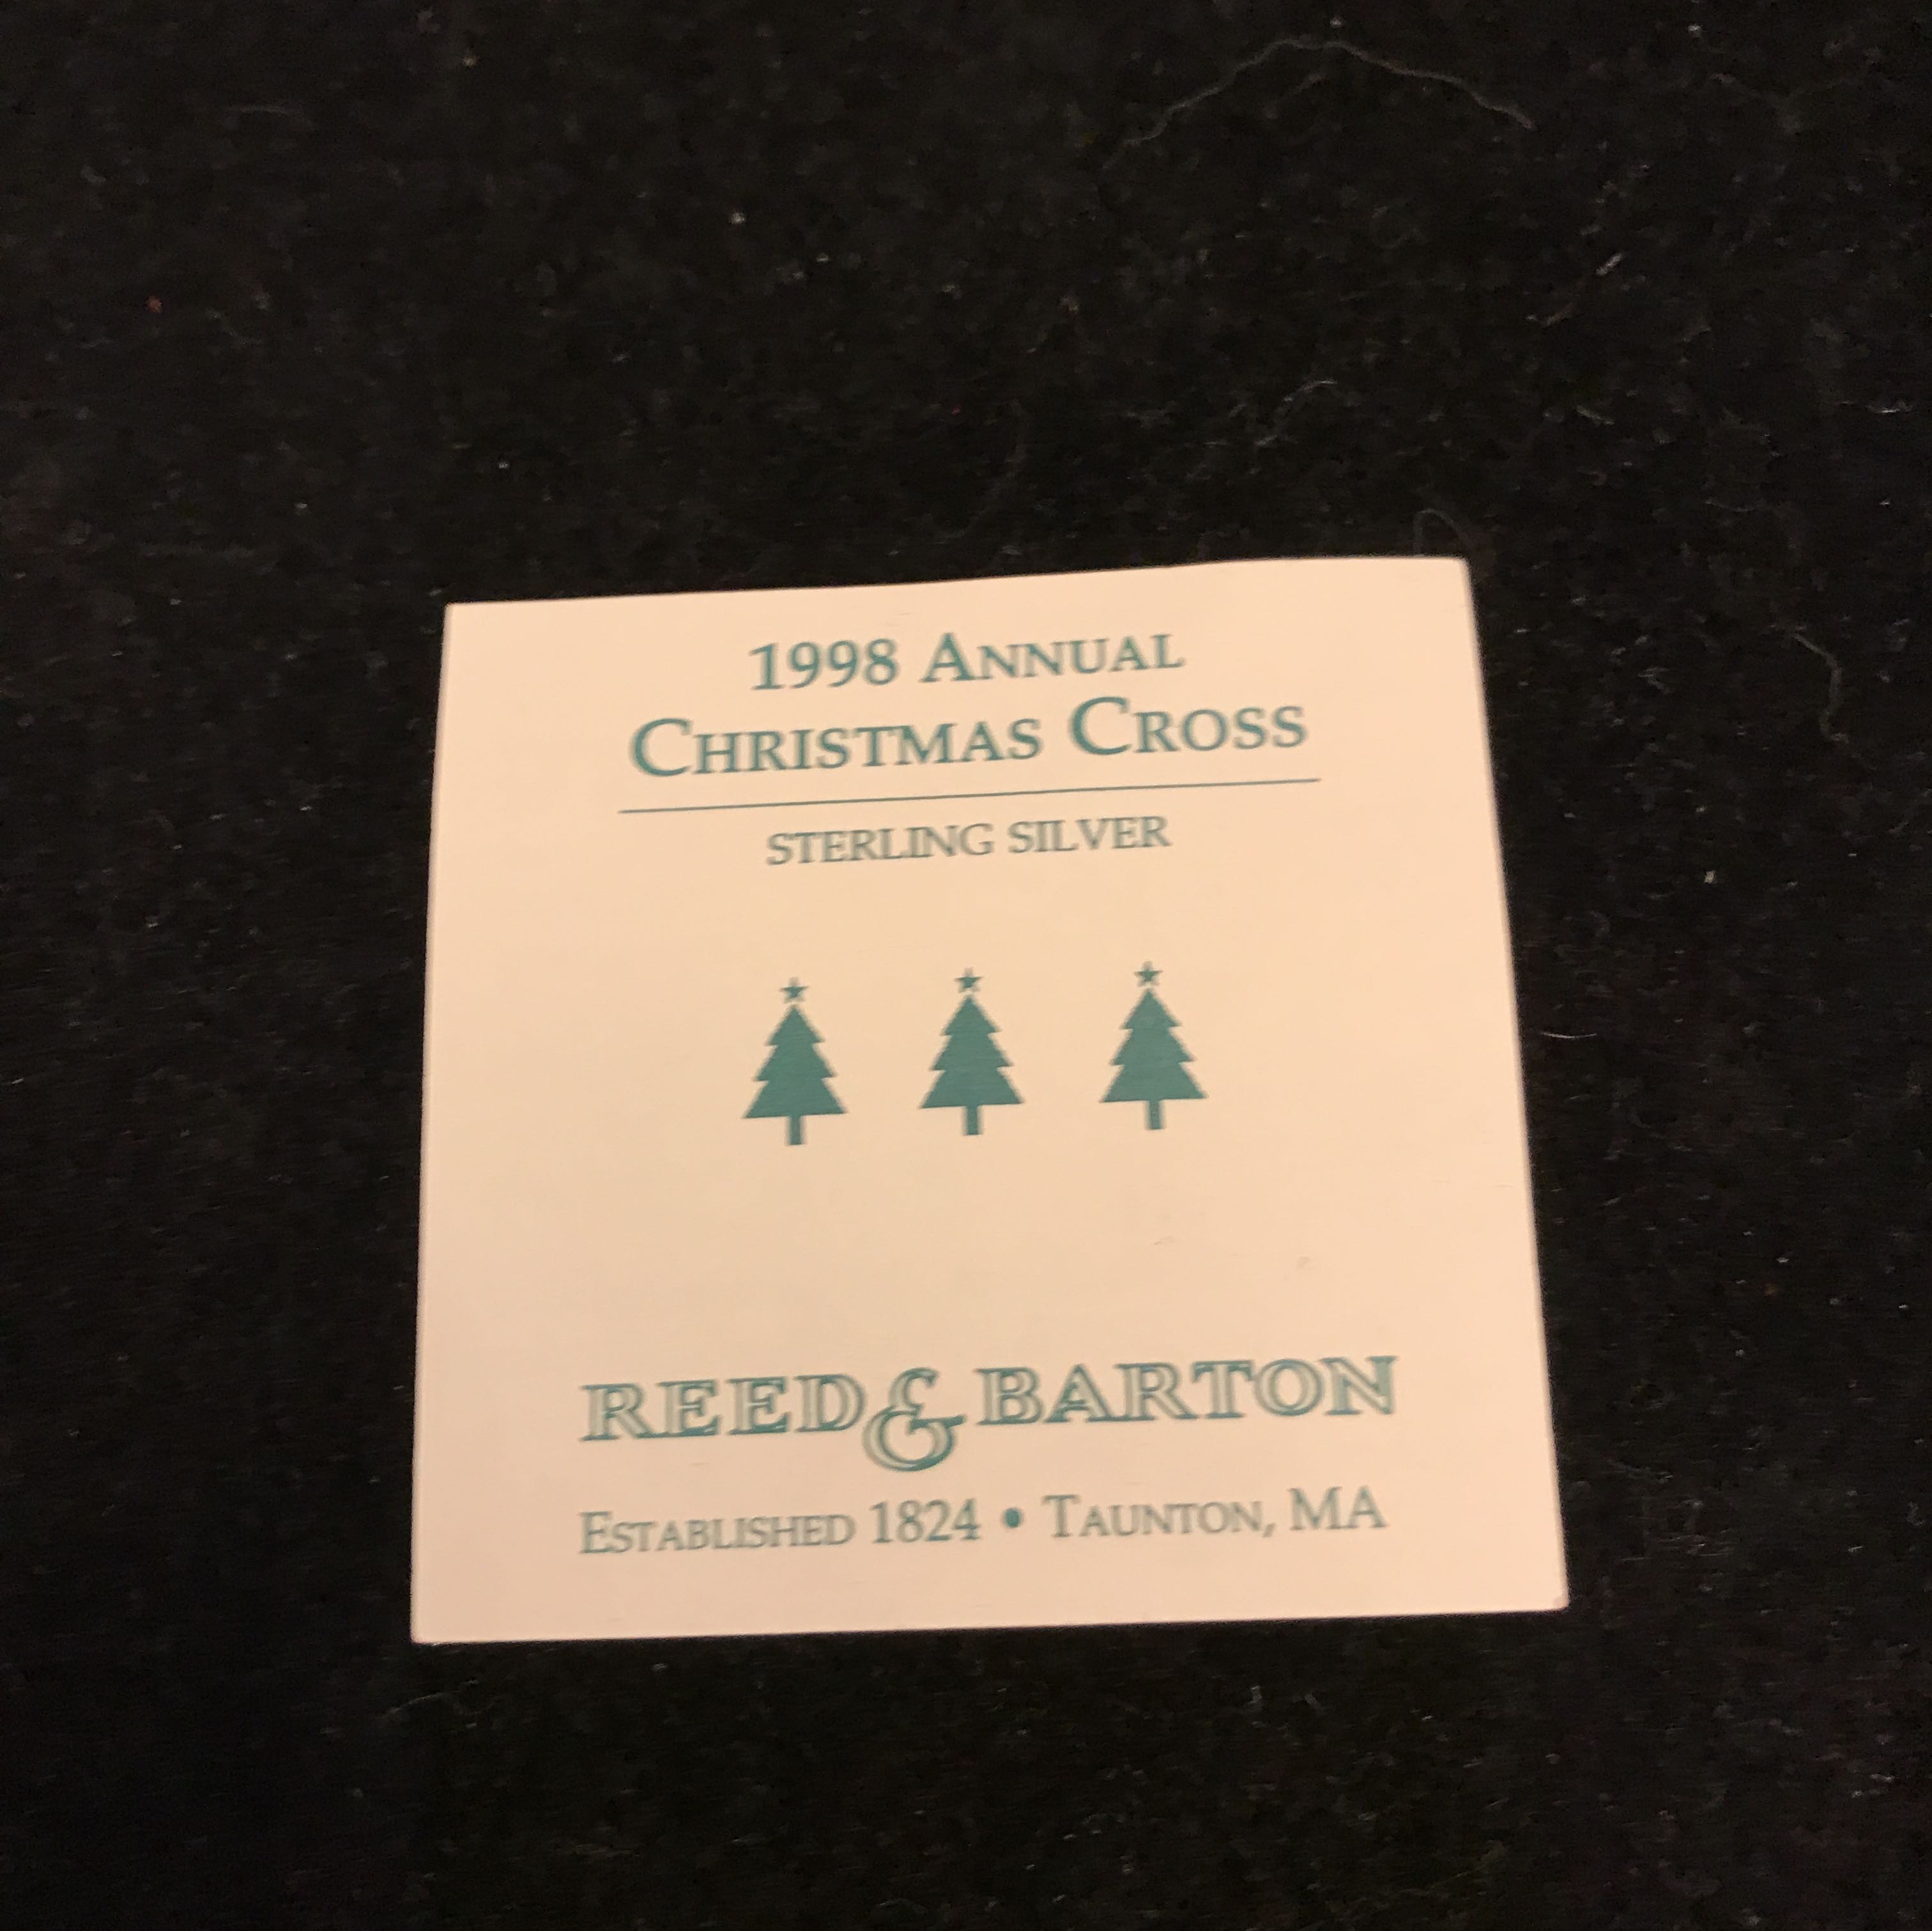 1998 Annual
Christmas Cross
STERLING SILVER
REED & BARTON
Established 1824 • Taunton, MA